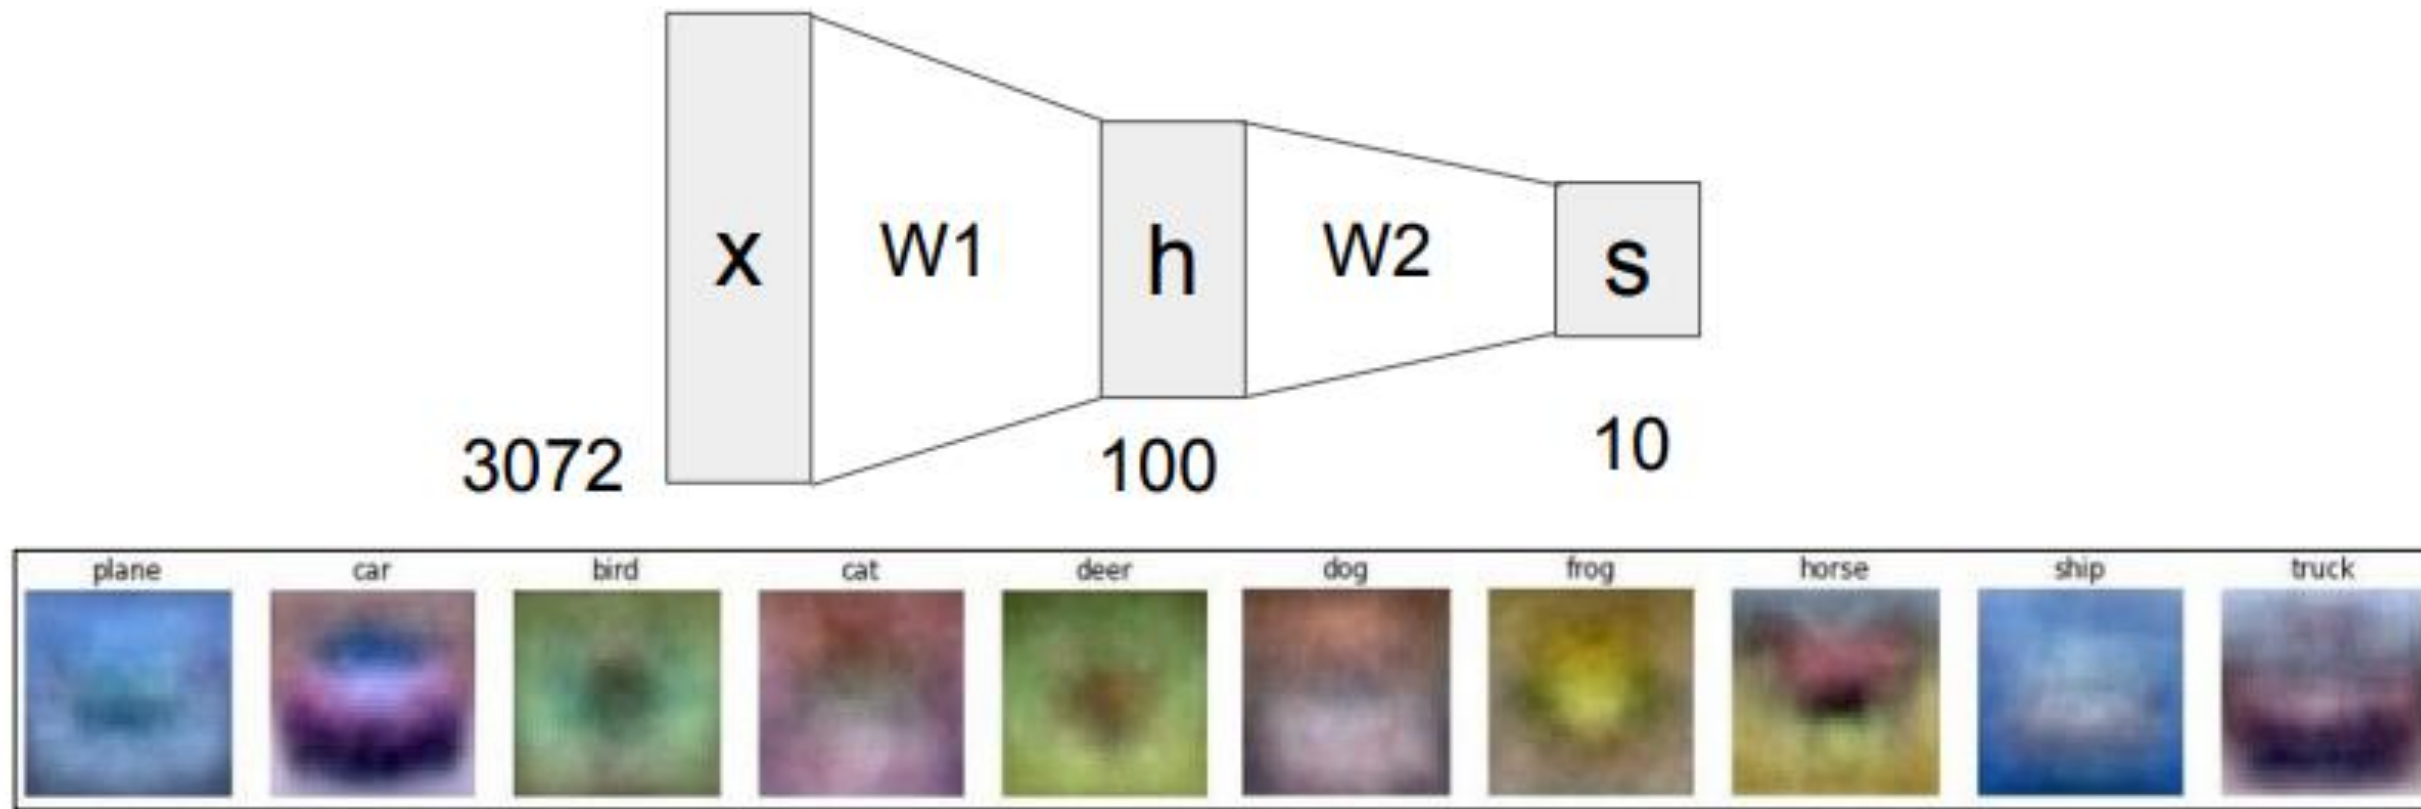 x W1 h W2 s
3072 100 10
plane car bird cat deer dog frog horse ship truck